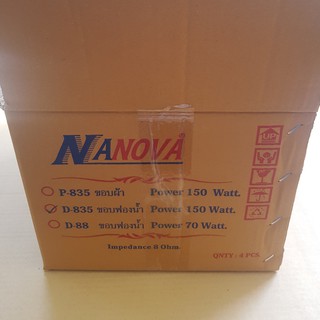 NANOVA
UP
P-835 ขอบผ้า Power 150 Watt.
D-835 ขอบฟองน้ำ Power 150 Watt.
D-88 ขอบฟองน้ำ Power 70 Watt.
Impedance 8 Ohm.
QNTY : 4 PCS